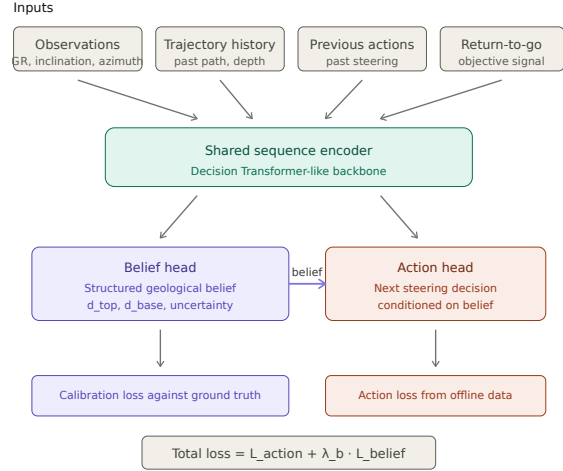 Inputs
Observations
GR, inclination, azimuth
Trajectory history
past path, depth
Previous actions
past steering
Return-to-go
objective signal
Shared sequence encoder
Decision Transformer-like backbone
Belief head
Structured geological belief
d_top, d_base, uncertainty
belief
Action head
Next steering decision
conditioned on belief
Calibration loss against ground truth
Action loss from offline data
Total loss = L_action + λ_b · L_belief